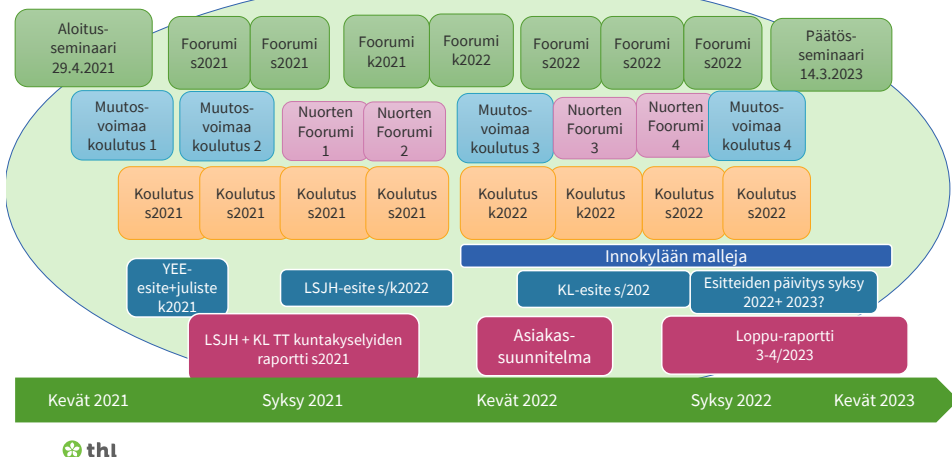 Aloitus-
seminaari
29.4.2021
Foorumi
s2021
Foorumi
s2021
Foorumi
k2021
Foorumi
k2022
Foorumi
s2022
Foorumi
s2022
Foorumi
s2022
Päätös-
seminaari
14.3.2023
Muutos-
voimaa
koulutus 1
Muutos-
voimaa
koulutus 2
Nuorten
Foorumi
1
Nuorten
Foorumi
2
Muutos-
voimaa
koulutus 3
Nuorten
Foorumi
3
Nuorten
Foorumi
4
Muutos-
voimaa
koulutus 4
Koulutus
s2021
Koulutus
s2021
Koulutus
s2021
Koulutus
s2021
Koulutus
k2022
Koulutus
k2022
Koulutus
s2022
Koulutus
s2022
Innokylään malleja
YEE-
esite+juliste
k2021
LSJH-esite s/k2022
KL-esite s/202
Esitteiden päivitys syksy
2022+ 2023?
LSJH + KL TT kuntakyselyiden
raportti s2021
Asiakas-
suunnitelma
Loppu-raportti
3-4/2023
Kevät 2021
Syksy 2021
Kevät 2022
Syksy 2022
Kevät 2023
thl